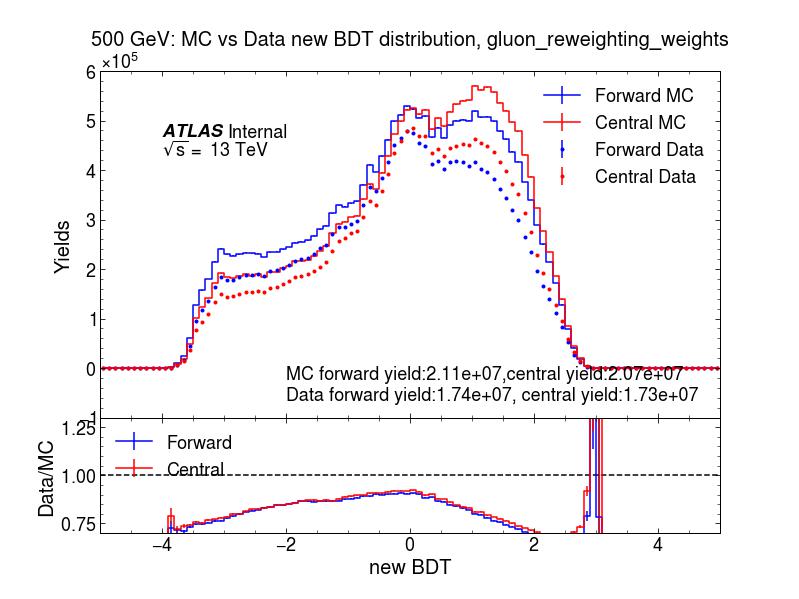 500 GeV: MC vs Data new BDT distribution, gluon_reweighting_weights
×10⁵
6
5
4
3
2
1
0
−1
Yields
ATLAS Internal
√s = 13 TeV
Forward MC
Central MC
Forward Data
Central Data
MC forward yield:2.11e+07,central yield:2.07e+07
Data forward yield:1.74e+07, central yield:1.73e+07
1.25
1.00
0.75
Data/MC
Forward
Central
−4 −2 0 2 4
new BDT